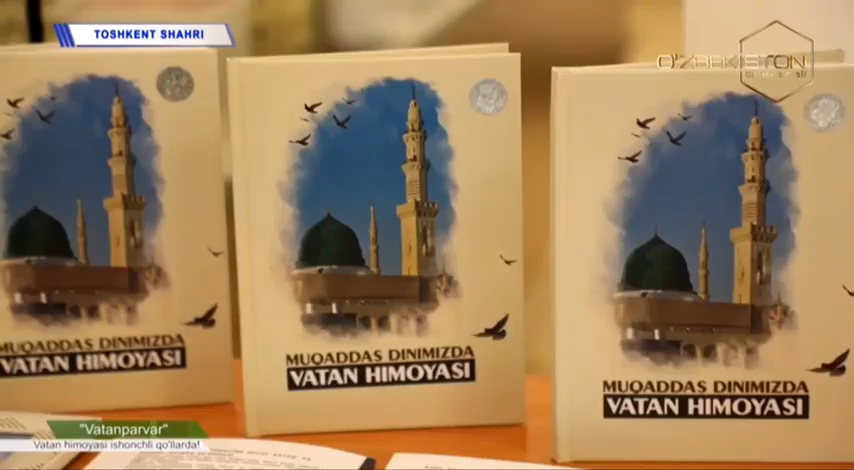 TOSHKENT SHAHRI
O'ZBEKISTON
MUQADDAS DINIMIZDA
VATAN HIMOYASI
MUQADDAS DINIMIZDA
VATAN HIMOYASI
MUQADDAS DINIMIZDA
VATAN HIMOYASI
"Vatanparvar"
Vatan himoyasi ishonchli qo'llarda!